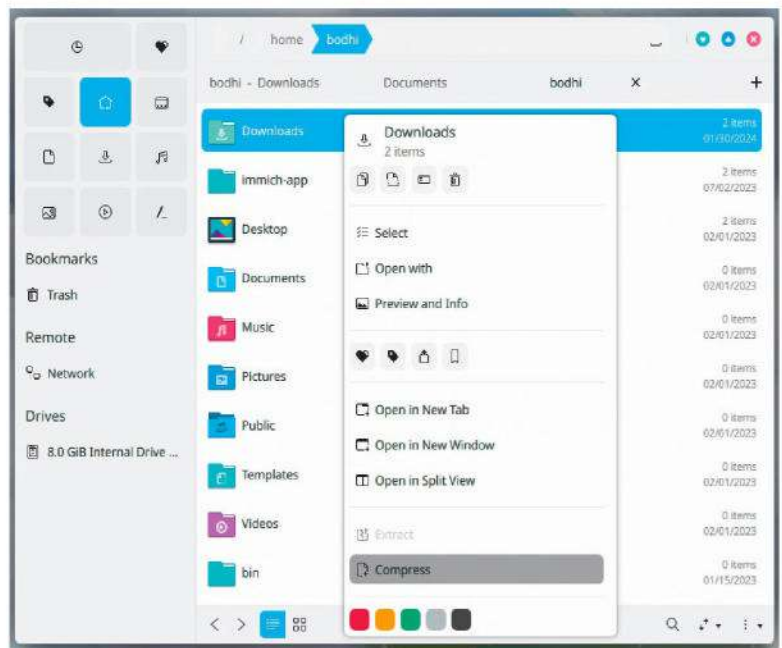 / home bodhi
bodhi - Downloads Documents bodhi
Bookmarks
Trash
Remote
Network
Drives
8.0 GiB Internal Drive ...
Downloads 2 items
01/30/2024
immich-app 2 items
07/02/2023
Desktop 2 items
02/01/2023
Documents 0 items
02/01/2023
Music 0 items
02/01/2023
Pictures 0 items
02/01/2023
Public 0 items
02/01/2023
Templates 0 items
02/01/2023
Videos 0 items
02/01/2023
bin 0 items
01/15/2023
Downloads
2 items
Select
Open with
Preview and Info
Open in New Tab
Open in New Window
Open in Split View
Extract
Compress